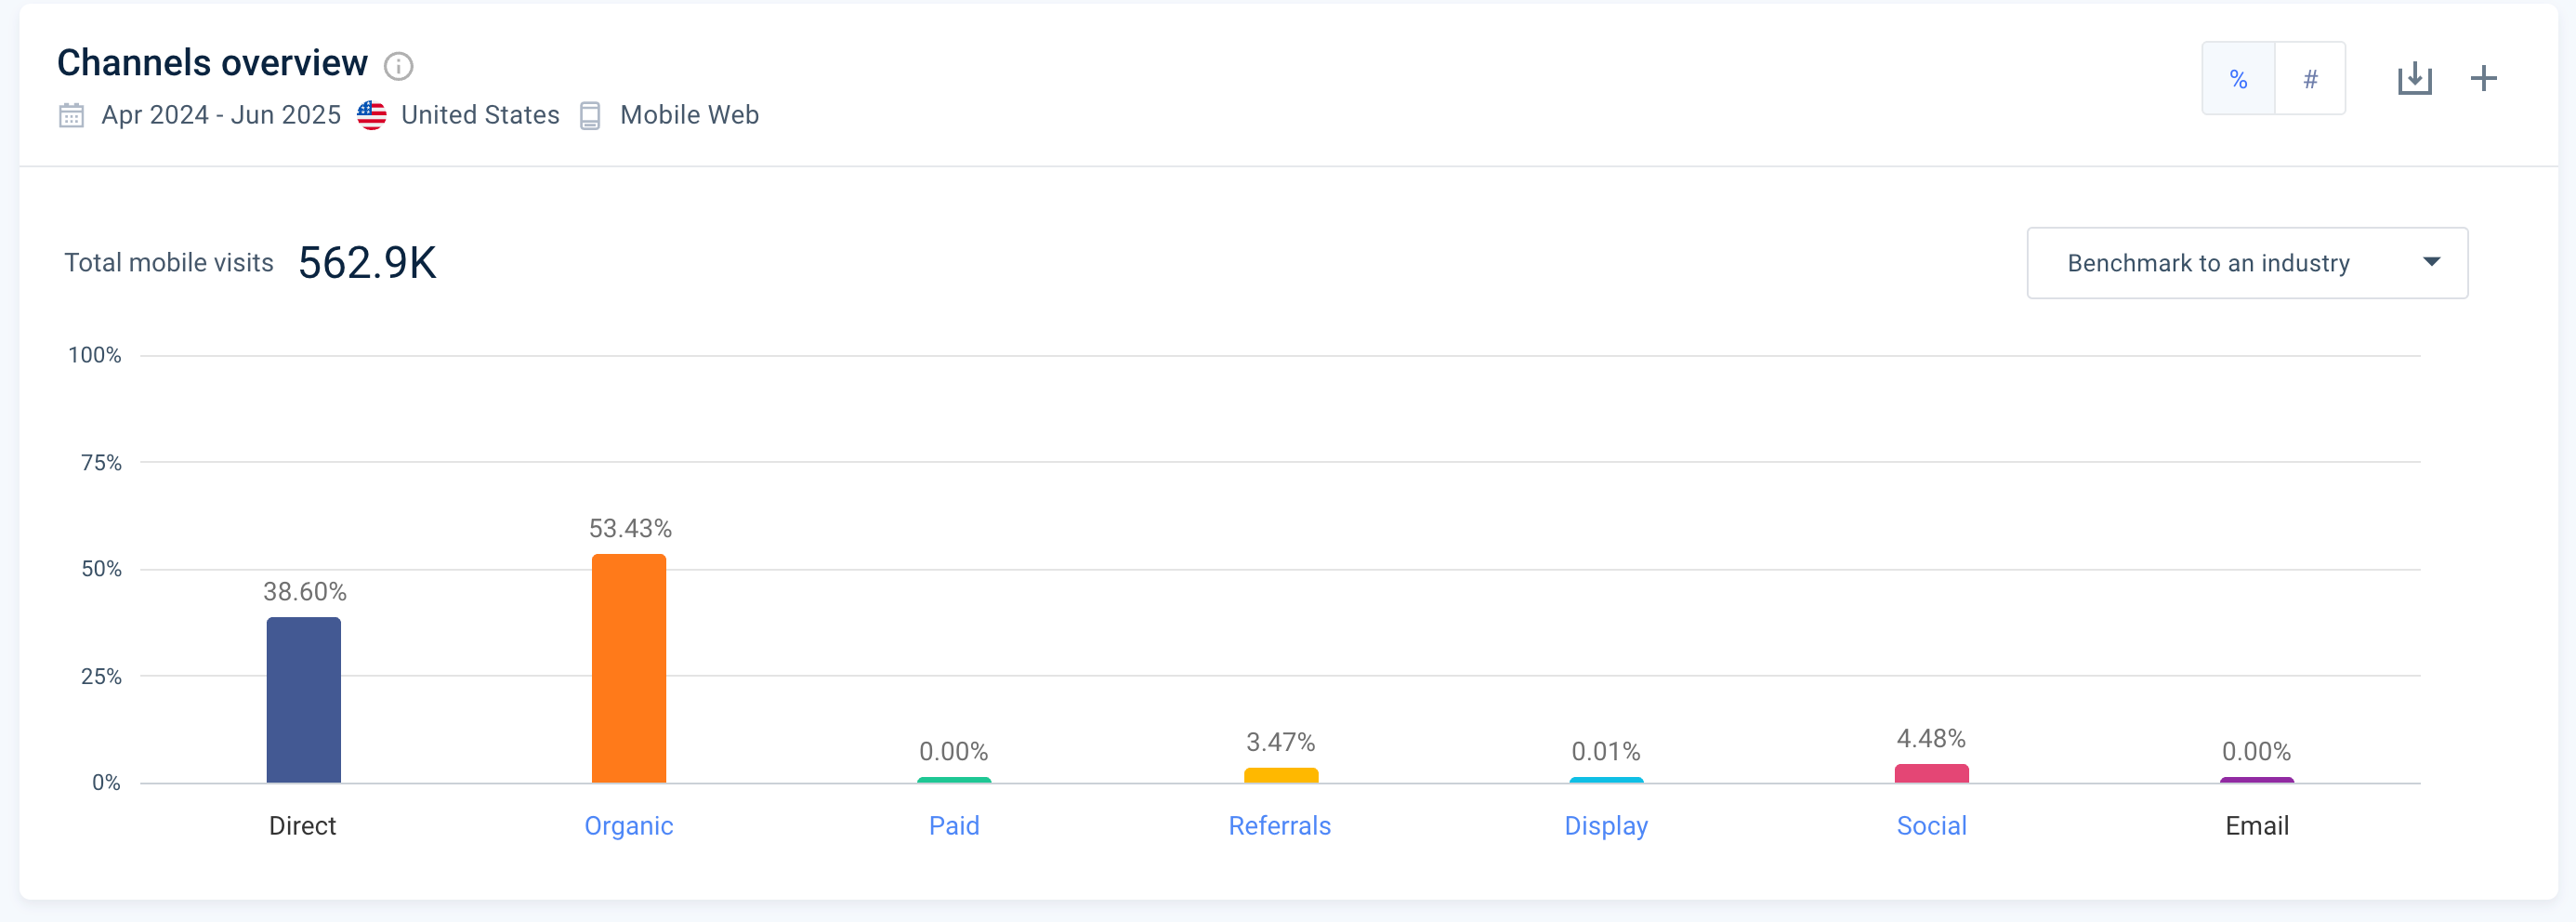 Channels overview
Apr 2024 - Jun 2025 United States Mobile Web
% #
Total mobile visits 562.9K
Benchmark to an industry
100%
75%
50%
25%
0%
38.60%
53.43%
0.00%
3.47%
0.01%
4.48%
0.00%
Direct Organic Paid Referrals Display Social Email